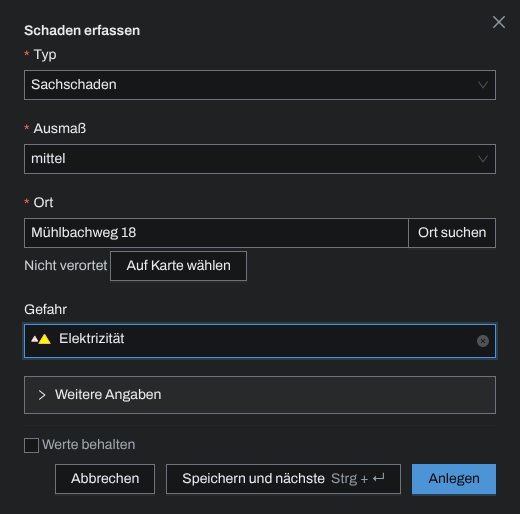 Schaden erfassen
* Typ
Sachschaden
* Ausmaß
mittel
* Ort
Mühlbachweg 18
Ort suchen
Nicht verortet
Auf Karte wählen
Gefahr
Elektrizität
Weitere Angaben
Werte behalten
Abbrechen
Speichern und nächste Strg + ↵
Anlegen